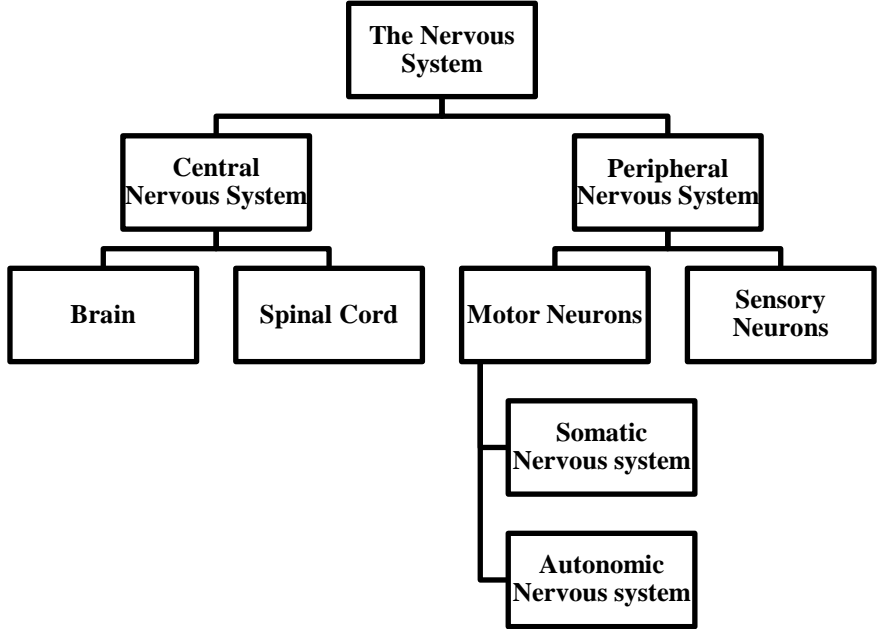 The Nervous
System
Central
Nervous System
Peripheral
Nervous System
Brain
Spinal Cord
Motor Neurons
Sensory
Neurons
Somatic
Nervous system
Autonomic
Nervous system